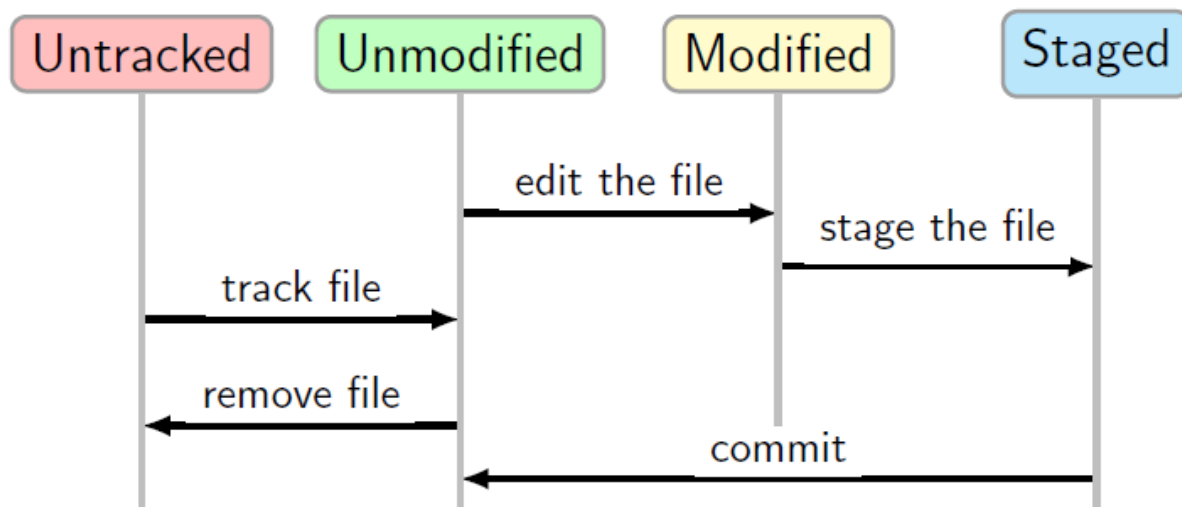 Untracked
Unmodified
Modified
Staged
edit the file
stage the file
track file
remove file
commit